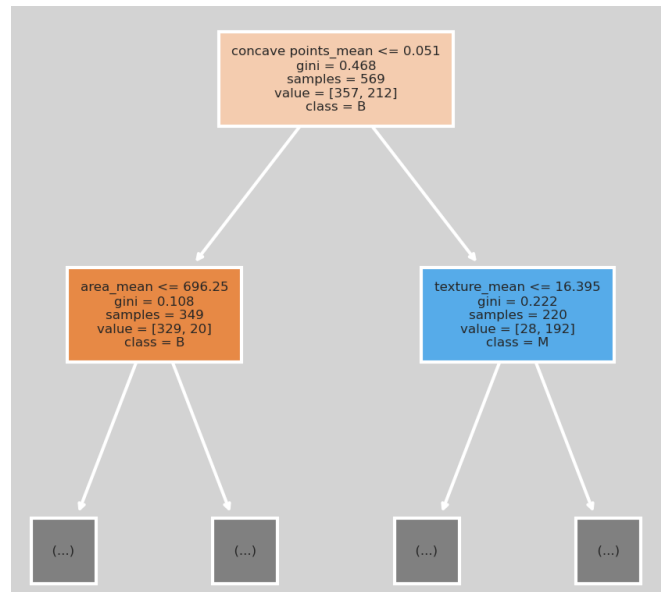 concave points_mean <= 0.051
gini = 0.468
samples = 569
value = [357, 212]
class = B
area_mean <= 696.25
gini = 0.108
samples = 349
value = [329, 20]
class = B
texture_mean <= 16.395
gini = 0.222
samples = 220
value = [28, 192]
class = M
(...)
(...)
(...)
(...)